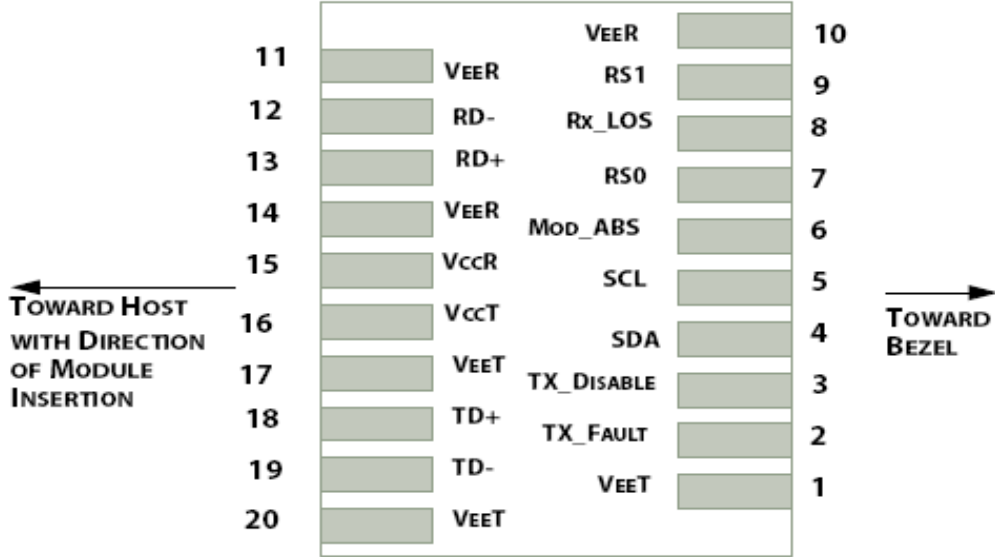 11 VEER
12 RD-
13 RD+
14 VEER
15 VCCR
16 VCCT
17 VEET
18 TD+
19 TD-
20 VEET
VEER 10
RS1 9
RX_LOS 8
RS0 7
MOD_ABS 6
SCL 5
SDA 4
TX_DISABLE 3
TX_FAULT 2
VEET 1
TOWARD HOST
WITH DIRECTION
OF MODULE
INSERTION
TOWARD
BEZEL